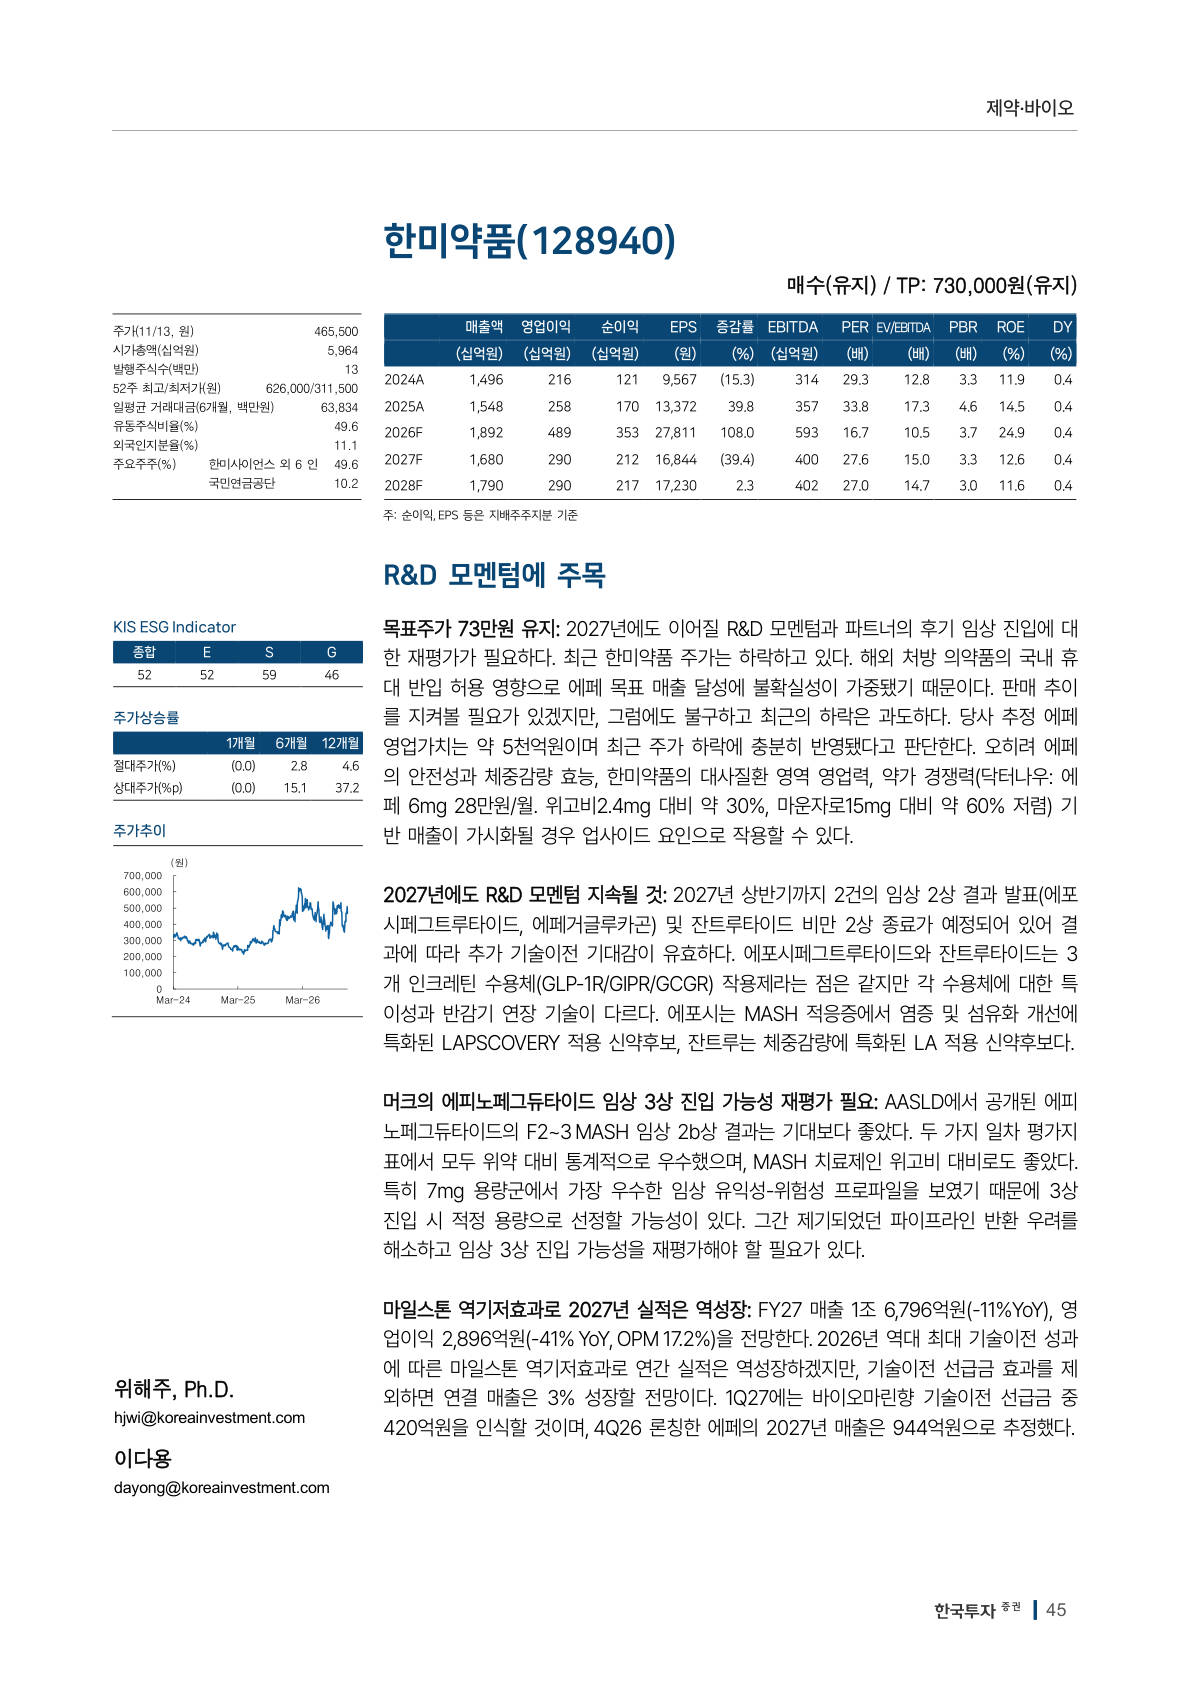 제약·바이오
한미약품(128940)
매수(유지) / TP: 730,000원(유지)
주가(11/13, 원) 465,500
시가총액(십억원) 5,964
발행주식수(백만) 13
52주 최고/최저가(원) 626,000/311,500
일평균 거래대금(6개월, 백만원) 63,834
유동주식비율(%) 49.6
외국인지분율(%) 11.1
주요주주(%) 한미사이언스 외 6 인 49.6
국민연금공단 10.2
매출액 영업이익 순이익 EPS 증감률 EBITDA PER EV/EBITDA PBR ROE DY
(십억원) (십억원) (십억원) (원) (%) (십억원) (배) (배) (배) (%) (%)
2024A 1,496 216 121 9,567 (15.3) 314 29.3 12.8 3.3 11.9 0.4
2025A 1,548 258 170 13,372 39.8 357 33.8 17.3 4.6 14.5 0.4
2026F 1,892 489 353 27,811 108.0 593 16.7 10.5 3.7 24.9 0.4
2027F 1,680 290 212 16,844 (39.4) 400 27.6 15.0 3.3 12.6 0.4
2028F 1,790 290 217 17,230 2.3 402 27.0 14.7 3.0 11.6 0.4
주: 순이익, EPS 등은 지배주주지분 기준
R&D 모멘텀에 주목
KIS ESG Indicator
종합 E S G
52 52 59 46
주가상승률
1개월 6개월 12개월
절대주가(%) (0.0) 2.8 4.6
상대주가(%p) (0.0) 15.1 37.2
주가추이
(원)
700,000
600,000
500,000
400,000
300,000
200,000
100,000
0
Mar-24 Mar-25 Mar-26
목표주가 73만원 유지: 2027년에도 이어질 R&D 모멘텀과 파트너의 후기 임상 진입에 대
한 재평가가 필요하다. 최근 한미약품 주가는 하락하고 있다. 해외 처방 의약품의 국내 휴
대 반입 허용 영향으로 에페 목표 매출 달성에 불확실성이 가중됐기 때문이다. 판매 추이
를 지켜볼 필요가 있겠지만, 그럼에도 불구하고 최근의 하락은 과도하다. 당사 추정 에페
영업가치는 약 5천억원이며 최근 주가 하락에 충분히 반영됐다고 판단한다. 오히려 에페
의 안전성과 체중감량 효능, 한미약품의 대사질환 영역 영업력, 약가 경쟁력(닥터나우: 에
페 6mg 28만원/월. 위고비2.4mg 대비 약 30%, 마운자로15mg 대비 약 60% 저렴) 기
반 매출이 가시화될 경우 업사이드 요인으로 작용할 수 있다.
2027년에도 R&D 모멘텀 지속될 것: 2027년 상반기까지 2건의 임상 2상 결과 발표(에포
시페그트루타이드, 에페거글루카곤) 및 잔트루타이드 비만 2상 종료가 예정되어 있어 결
과에 따라 추가 기술이전 기대감이 유효하다. 에포시페그트루타이드와 잔트루타이드는 3
개 인크레틴 수용체(GLP-1R/GIPR/GCGR) 작용제라는 점은 같지만 각 수용체에 대한 특
이성과 반감기 연장 기술이 다르다. 에포시는 MASH 적응증에서 염증 및 섬유화 개선에
특화된 LAPSCOVERY 적용 신약후보, 잔트루는 체중감량에 특화된 LA 적용 신약후보다.
머크의 에피노페그듀타이드 임상 3상 진입 가능성 재평가 필요: AASLD에서 공개된 에피
노페그듀타이드의 F2~3 MASH 임상 2b상 결과는 기대보다 좋았다. 두 가지 일차 평가지
표에서 모두 위약 대비 통계적으로 우수했으며, MASH 치료제인 위고비 대비로도 좋았다.
특히 7mg 용량군에서 가장 우수한 임상 유익성-위험성 프로파일을 보였기 때문에 3상
진입 시 적정 용량으로 선정할 가능성이 있다. 그간 제기되었던 파이프라인 반환 우려를
해소하고 임상 3상 진입 가능성을 재평가해야 할 필요가 있다.
마일스톤 역기저효과로 2027년 실적은 역성장: FY27 매출 1조 6,796억원(-11%YoY), 영
업이익 2,896억원(-41% YoY, OPM 17.2%)을 전망한다. 2026년 역대 최대 기술이전 성과
에 따른 마일스톤 역기저효과로 연간 실적은 역성장하겠지만, 기술이전 선급금 효과를 제
외하면 연결 매출은 3% 성장할 전망이다. 1Q27에는 바이오마린향 기술이전 선급금 중
420억원을 인식할 것이며, 4Q26 론칭한 에페의 2027년 매출은 944억원으로 추정했다.
위해주, Ph.D.
hjwi@koreainvestment.com
이다용
dayong@koreainvestment.com
한국투자 증권 45